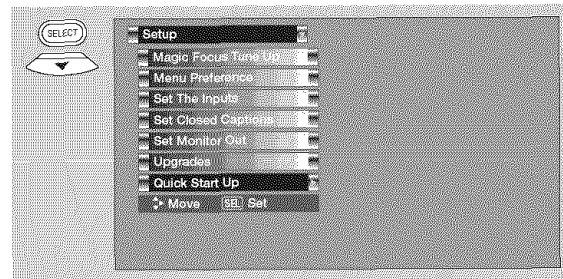 SELECT
Setup
Magic Focus Tune Up
Menu Preference
Set The Inputs
Set Closed Captions
Set Monitor Out
Upgrades
Quick Start Up
Move SEL Set